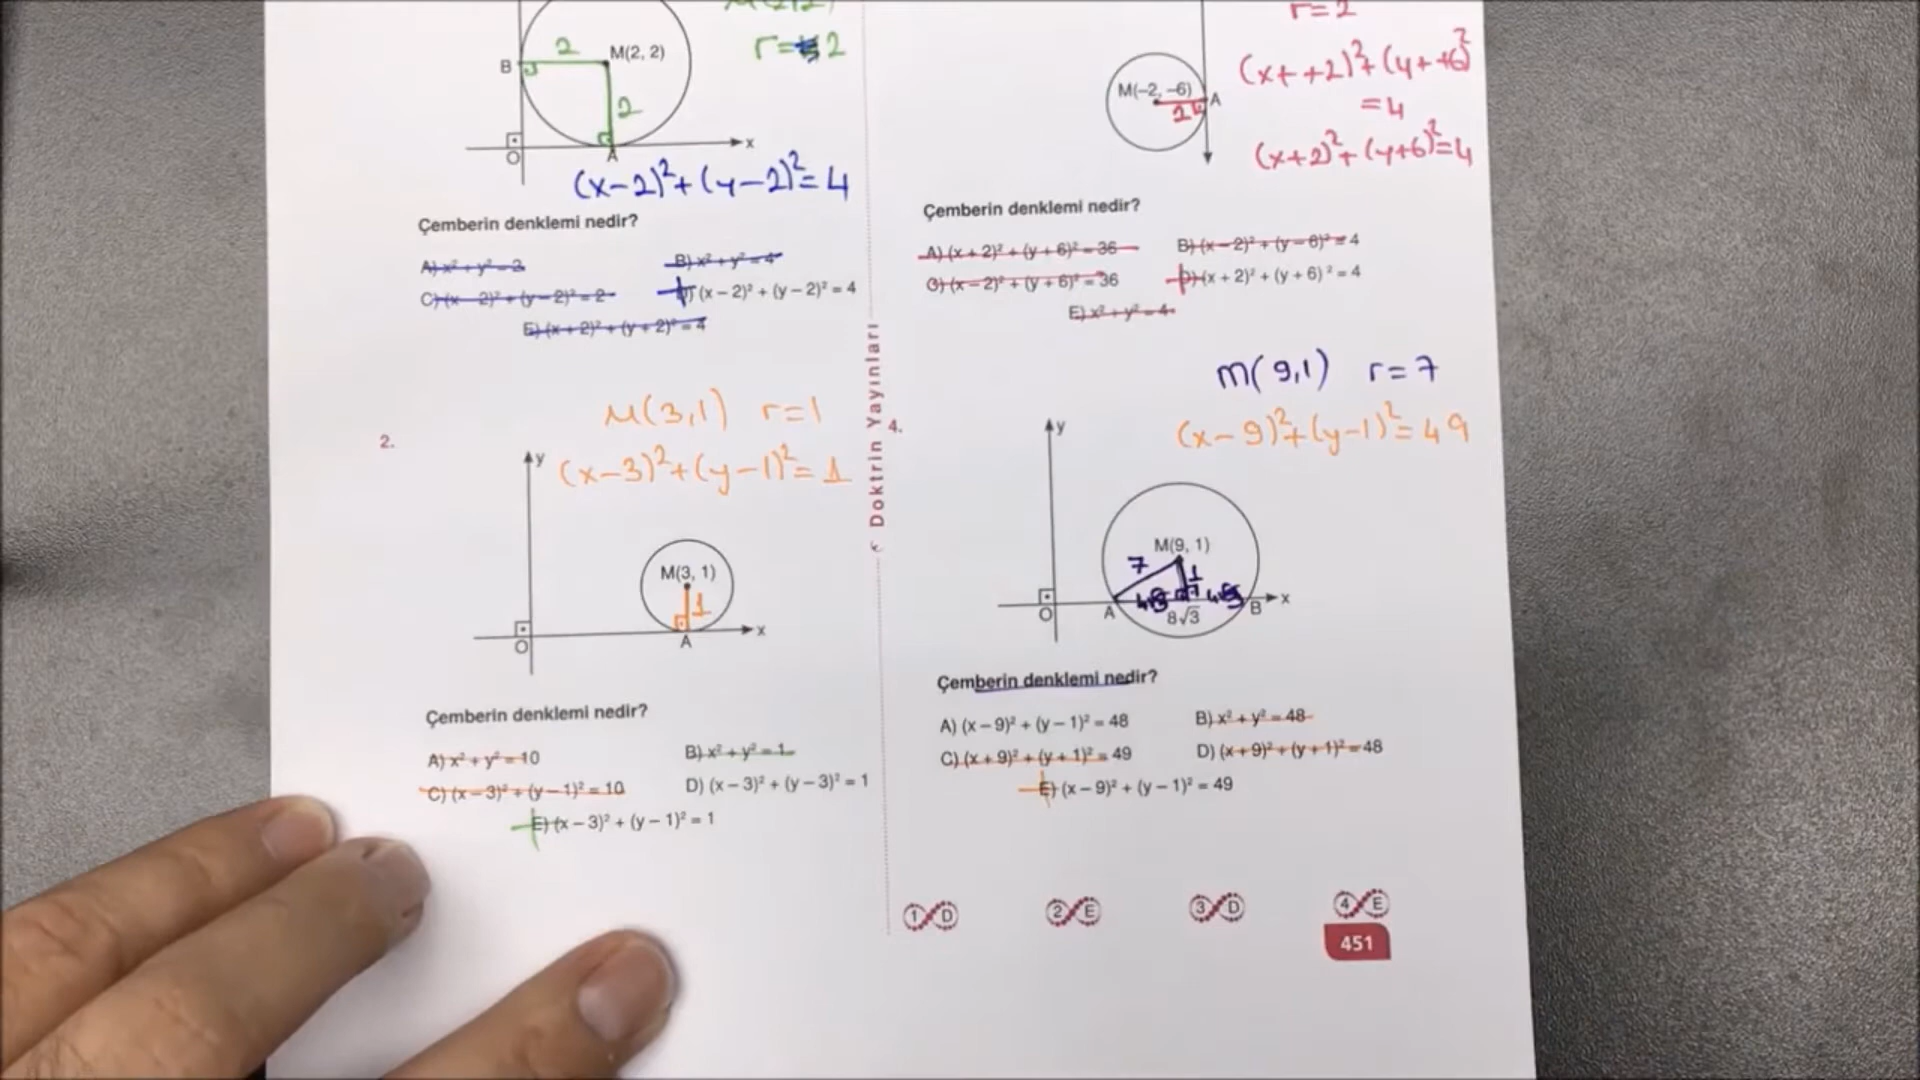 2
M(2, 2)
r= 2
B
2
x
O
A
(x-2)²+(y-2)²=4
Çemberin denklemi nedir?
A) x² + y² = 2
B) x² + y² = 4
C) (x – 2)² + (y – 2)² = 2
D) (x – 2)² + (y – 2)² = 4
E) (x + 2)² + (y + 2)² = 4
2.
M(3,1) r=1
(x-3)²+(y-1)²=1
y
M(3, 1)
1
x
O
A
Çemberin denklemi nedir?
A) x² + y² = 10
B) x² + y² = 1
C) (x – 3)² + (y – 1)² = 10
D) (x – 3)² + (y – 3)² = 1
E) (x – 3)² + (y – 1)² = 1
Doktrin Yayınları
r=2
(x++2)²+(y++6)²
=4
M(–2, –6)
A
2
(x+2)²+(y+6)²=4
Çemberin denklemi nedir?
A) (x + 2)² + (y + 6)² = 36
B) (x – 2)² + (y – 6)² = 4
C) (x – 2)² + (y + 6)² = 36
D) (x + 2)² + (y + 6)² = 4
E) x² + y² = 4
M(9,1) r=7
4.
(x-9)²+(y-1)²=49
y
M(9, 1)
7
1
x
O
A
8√3
B
Çemberin denklemi nedir?
A) (x – 9)² + (y – 1)² = 48
B) x² + y² = 48
C) (x + 9)² + (y + 1)² = 49
D) (x + 9)² + (y + 1)² = 48
E) (x – 9)² + (y – 1)² = 49
1 D
2 E
3 D
4 E
451